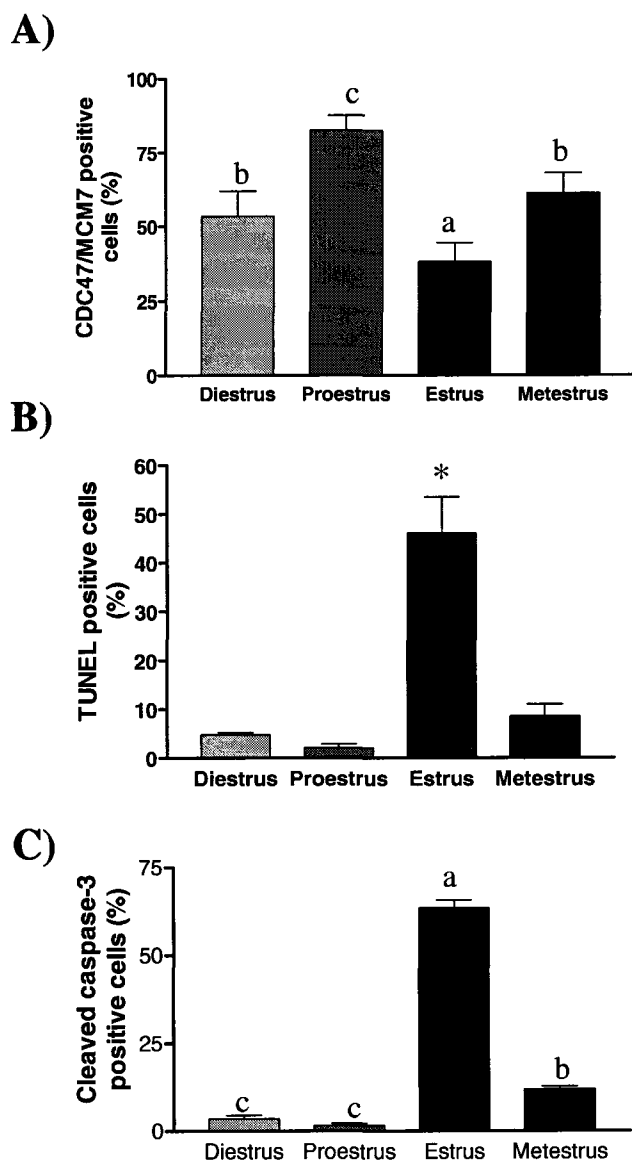 A)
CDC47/MCM7 positive
cells (%)
100
75
50
25
0
b
c
a
b
Diestrus Proestrus Estrus Metestrus
B)
TUNEL positive cells
(%)
60
50
40
30
20
10
0
*
Diestrus Proestrus Estrus Metestrus
C)
Cleaved caspase-3
positive cells (%)
75
50
25
0
c
c
a
b
Diestrus Proestrus Estrus Metestrus